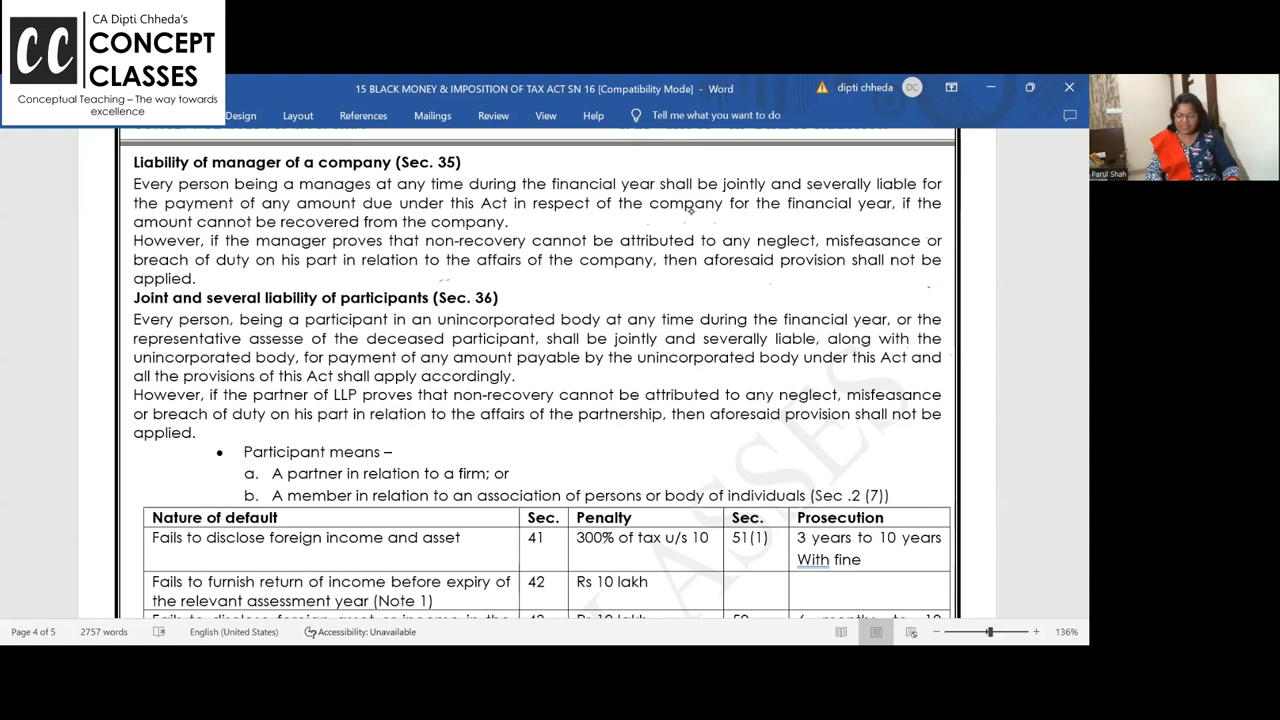 CA Dipti Chheda's
CC CONCEPT
CLASSES
Conceptual Teaching – The way towards
excellence
15 BLACK MONEY & IMPOSITION OF TAX ACT SN 16 [Compatibility Mode] - Word
dipti chheda
DC
Design Layout References Mailings Review View Help Tell me what you want to do
Parul Shah
Liability of manager of a company (Sec. 35)
Every person being a manages at any time during the financial year shall be jointly and severally liable for
the payment of any amount due under this Act in respect of the company for the financial year, if the
amount cannot be recovered from the company.
However, if the manager proves that non-recovery cannot be attributed to any neglect, misfeasance or
breach of duty on his part in relation to the affairs of the company, then aforesaid provision shall not be
applied.
Joint and several liability of participants (Sec. 36)
Every person, being a participant in an unincorporated body at any time during the financial year, or the
representative assesse of the deceased participant, shall be jointly and severally liable, along with the
unincorporated body, for payment of any amount payable by the unincorporated body under this Act and
all the provisions of this Act shall apply accordingly.
However, if the partner of LLP proves that non-recovery cannot be attributed to any neglect, misfeasance
or breach of duty on his part in relation to the affairs of the partnership, then aforesaid provision shall not be
applied.
• Participant means –
a. A partner in relation to a firm; or
b. A member in relation to an association of persons or body of individuals (Sec .2 (7))
Nature of default Sec. Penalty Sec. Prosecution
Fails to disclose foreign income and asset 41 300% of tax u/s 10 51(1) 3 years to 10 years
With fine
Fails to furnish return of income before expiry of 42 Rs 10 lakh
the relevant assessment year (Note 1)
ASSES
Page 4 of 5 2757 words English (United States) Accessibility: Unavailable 136%